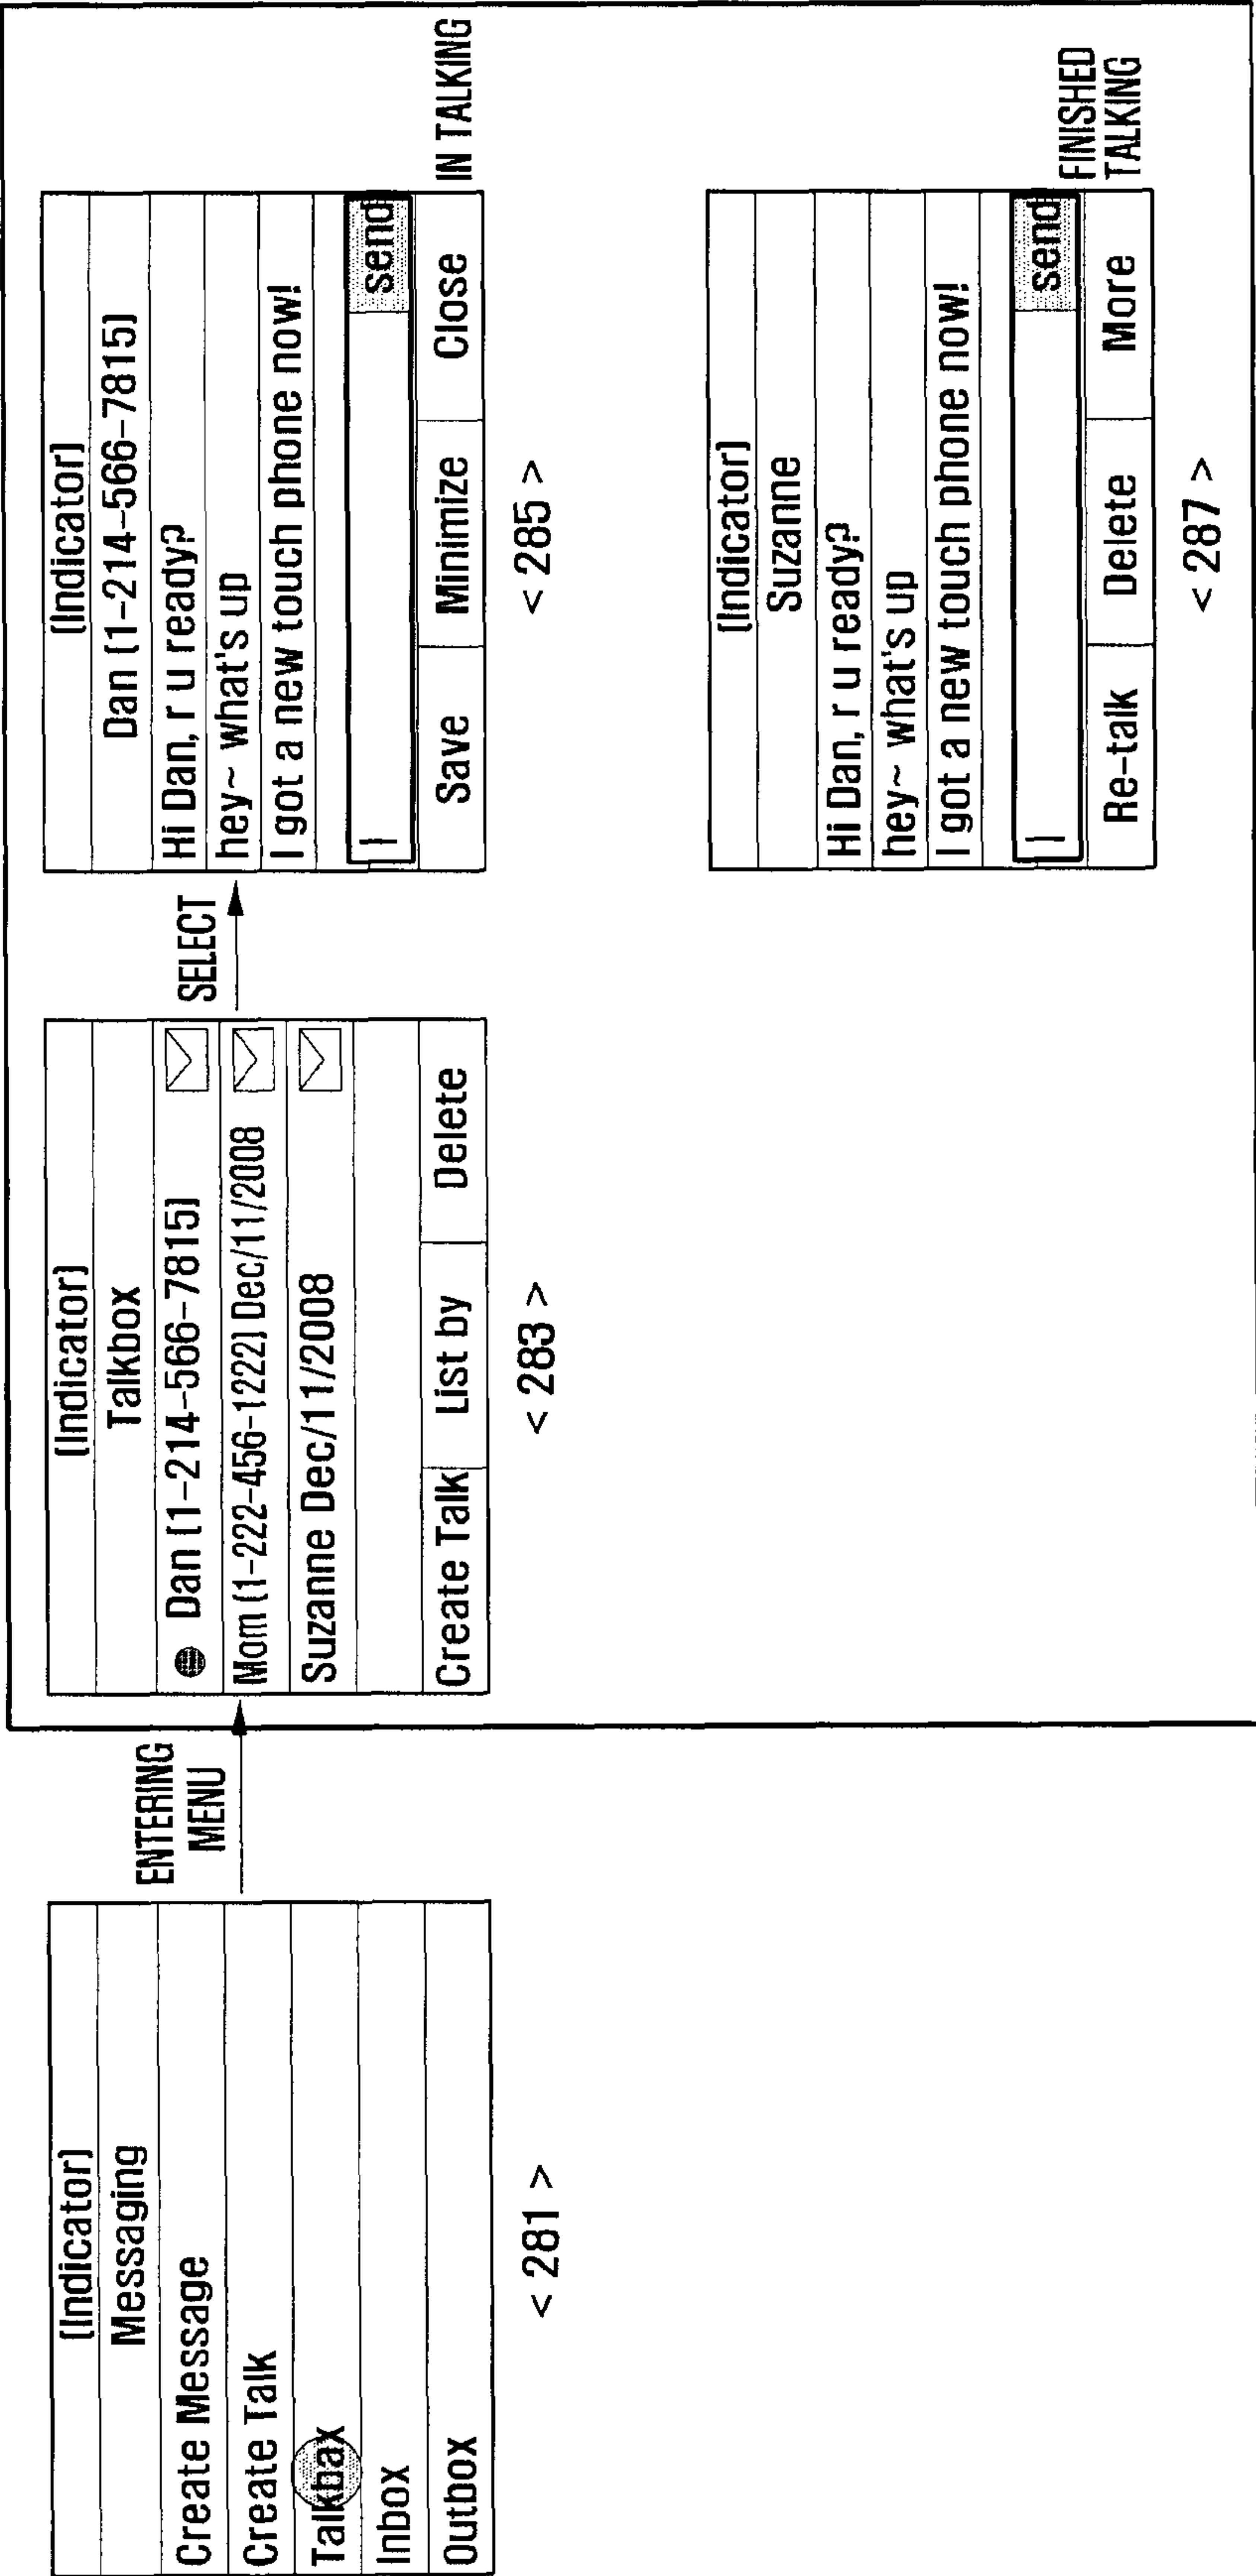 (Indicator)
Messaging
Create Message
Create Talk
Talkbax
Inbox
Outbox
< 281 >
ENTERING
MENU
(Indicator)
Talkbox
Dan (1-214-566-7815)
Mom (1-222-456-1222) Dec/11/2008
Suzanne Dec/11/2008
Create Talk List by Delete
< 283 >
SELECT
(Indicator)
Dan (1-214-566-7815)
Hi Dan, r u ready?
hey~ what's up
I got a new touch phone now!
send
Save Minimize Close
IN TALKING
< 285 >
(Indicator)
Suzanne
Hi Dan, r u ready?
hey~ what's up
I got a new touch phone now!
send
Re-talk Delete More
FINISHED
TALKING
< 287 >